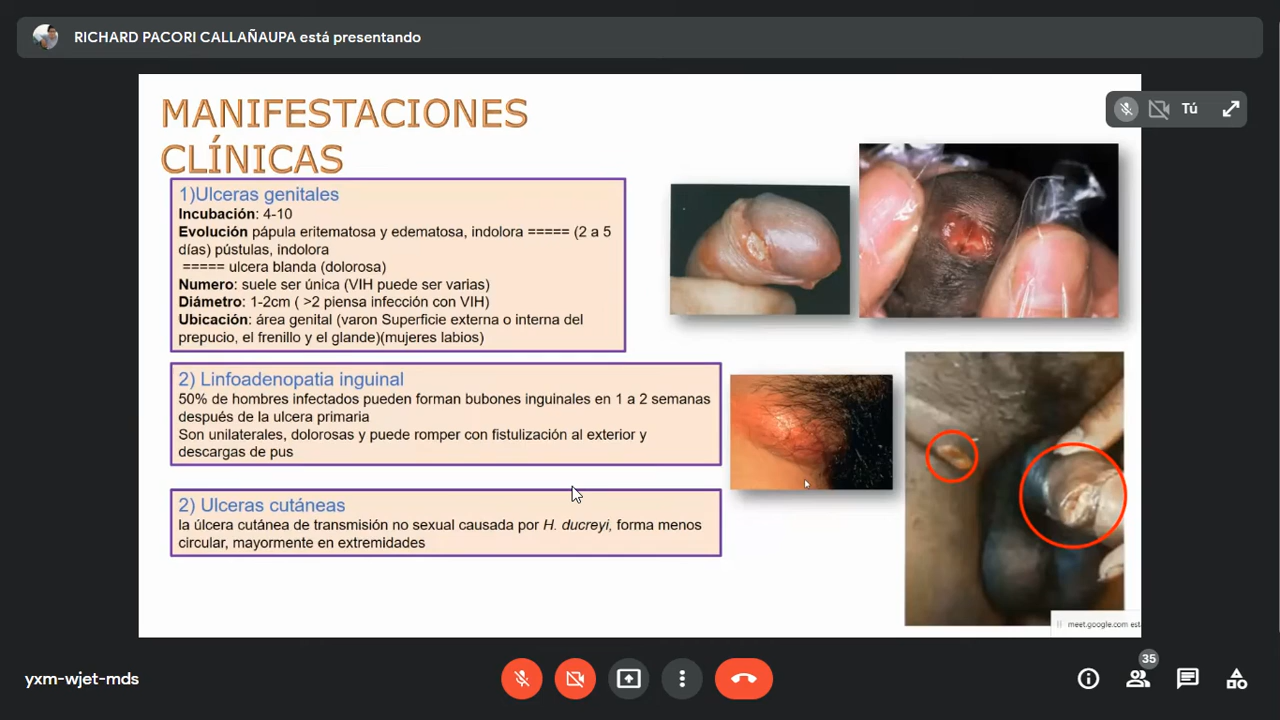 RICHARD PACORI CALLAÑAUPA está presentando
Tú
MANIFESTACIONES
CLÍNICAS
1)Ulceras genitales
Incubación: 4-10
Evolución pápula eritematosa y edematosa, indolora ===== (2 a 5
días) pústulas, indolora
===== ulcera blanda (dolorosa)
Numero: suele ser única (VIH puede ser varias)
Diámetro: 1-2cm ( >2 piensa infección con VIH)
Ubicación: área genital (varon Superficie externa o interna del
prepucio, el frenillo y el glande)(mujeres labios)
2) Linfoadenopatia inguinal
50% de hombres infectados pueden forman bubones inguinales en 1 a 2 semanas
después de la ulcera primaria
Son unilaterales, dolorosas y puede romper con fistulización al exterior y
descargas de pus
2) Ulceras cutáneas
la úlcera cutánea de transmisión no sexual causada por H. ducreyi, forma menos
circular, mayormente en extremidades
meet.google.com est
yxm-wjet-mds
35